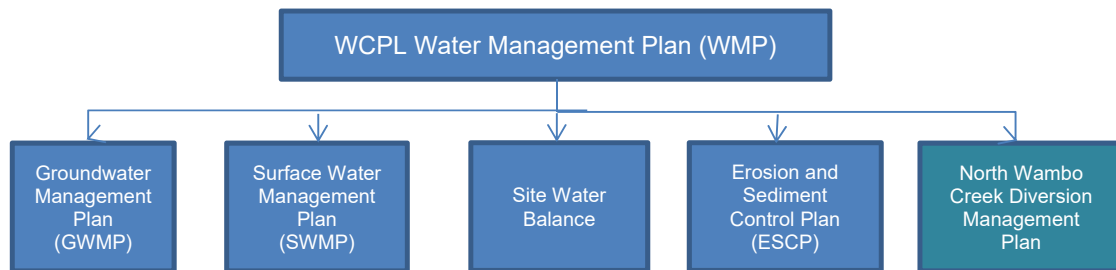 WCPL Water Management Plan (WMP)
Groundwater
Management
Plan
(GWMP)
Surface Water
Management
Plan
(SWMP)
Site Water
Balance
Erosion and
Sediment
Control Plan
(ESCP)
North Wambo
Creek Diversion
Management
Plan